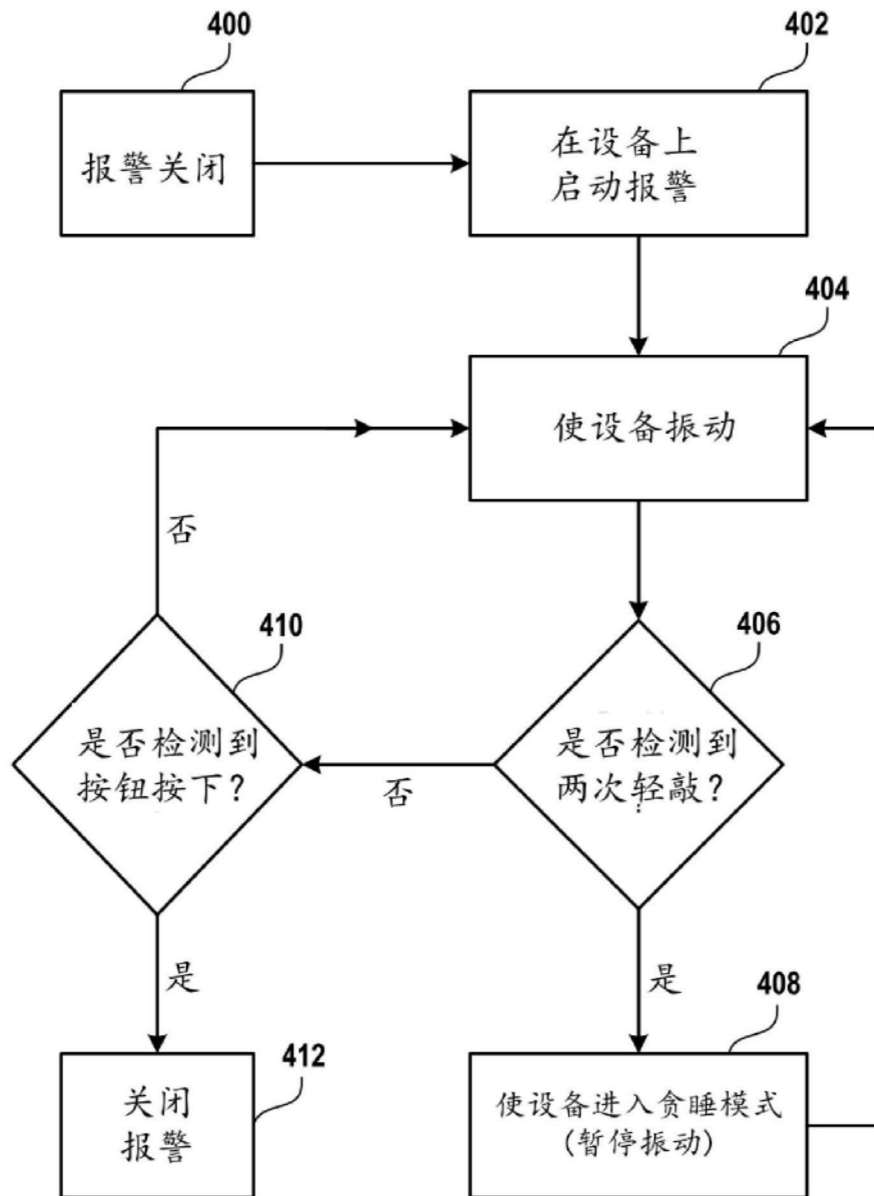 400
402
报警关闭
在设备上
启动报警
404
使设备振动
否
410
406
是否检测到
按钮按下?
否
是否检测到
两次轻敲?
是
是
408
412
关闭
报警
使设备进入贪睡模式
(暂停振动)